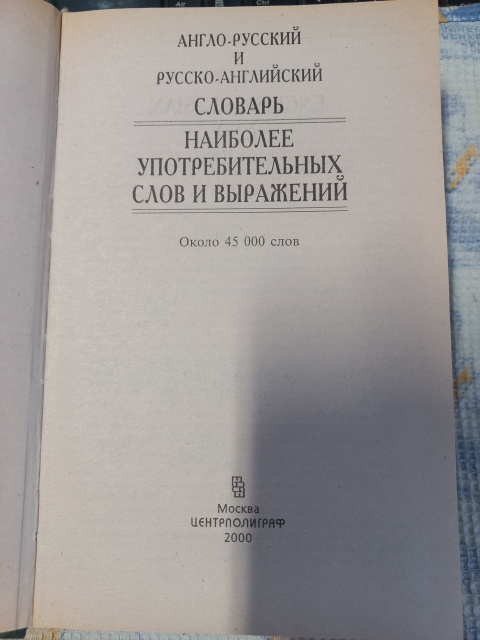 АНГЛО-РУССКИЙ
И
РУССКО-АНГЛИЙСКИЙ
СЛОВАРЬ
НАИБОЛЕЕ
УПОТРЕБИТЕЛЬНЫХ
СЛОВ И ВЫРАЖЕНИЙ
Около 45 000 слов
Москва
ЦЕНТРПОЛИГРАФ
2000